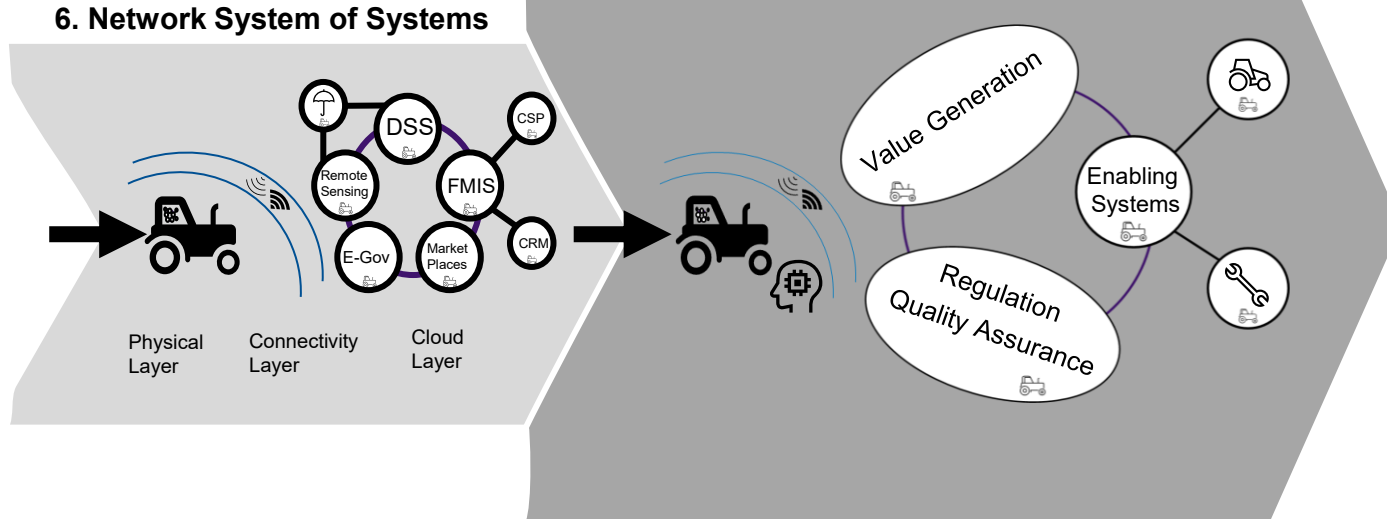 6. Network System of Systems
DSS
CSP
Remote
Sensing
FMIS
E-Gov
Market
Places
CRM
Physical
Layer
Connectivity
Layer
Cloud
Layer
Value Generation
Enabling
Systems
Regulation
Quality Assurance